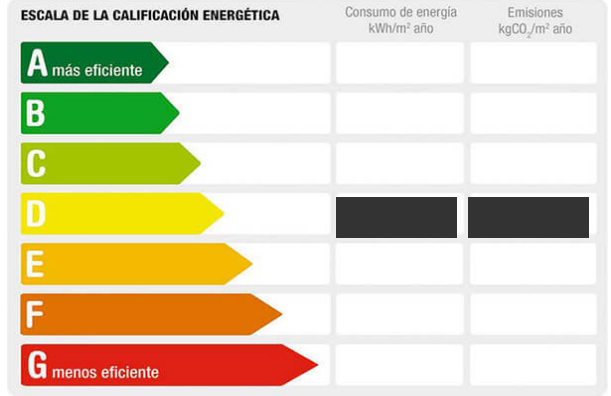 ESCALA DE LA CALIFICACIÓN ENERGÉTICA
Consumo de energía
kWh/m² año
Emisiones
kgCO₂/m² año
A más eficiente
B
C
D
E
F
G menos eficiente